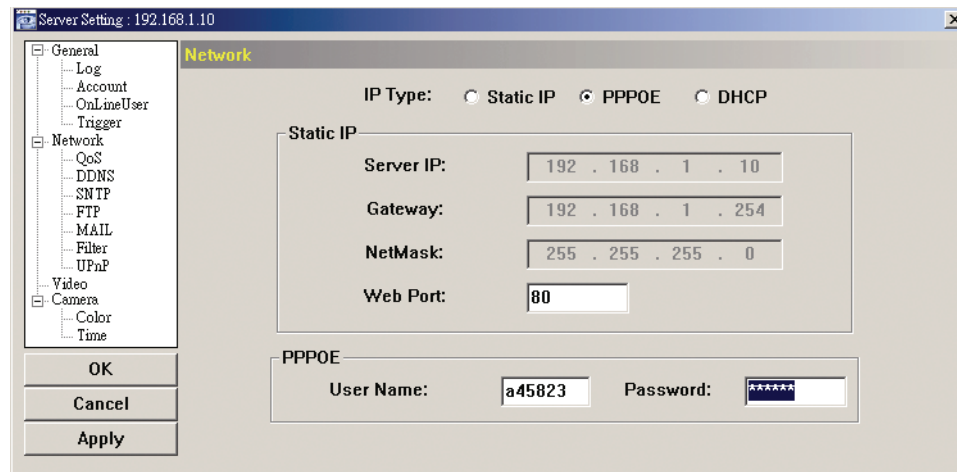 Server Setting : 192.168.1.10
General
Log
Account
OnLineUser
Trigger
Network
QoS
DDNS
SNTP
FTP
MAIL
Filter
UPnP
Video
Camera
Color
Time
OK
Cancel
Apply
Network
IP Type: Static IP PPPOE DHCP
Static IP
Server IP: 192 . 168 . 1 . 10
Gateway: 192 . 168 . 1 . 254
NetMask: 255 . 255 . 255 . 0
Web Port: 80
PPPOE
User Name: a45823 Password: ******